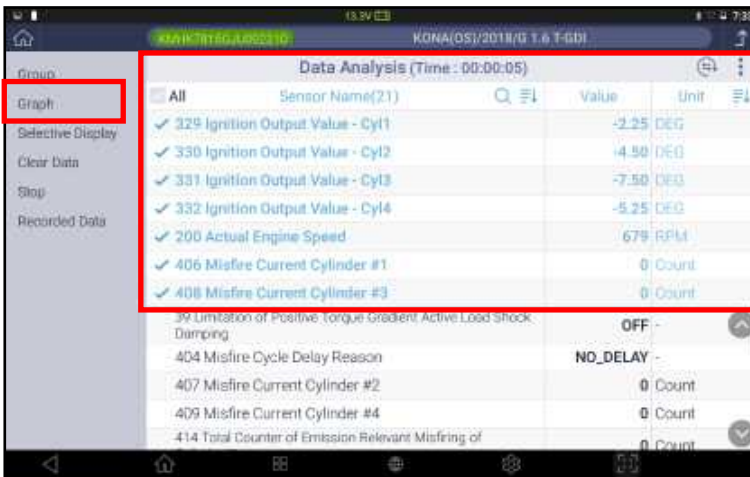 13.9V
7:3
KONA(OS)/2018/G 1.6 T-GDI
Group
Graph
Selective Display
Clear Data
Stop
Recorded Data
Data Analysis (Time : 00:00:05)
All Sensor Name(21) Value Unit
329 Ignition Output Value - Cyl1 -2.25 DEG
330 Ignition Output Value - Cyl2 -4.50 DEG
331 Ignition Output Value - Cyl3 -7.50 DEG
332 Ignition Output Value - Cyl4 -5.25 DEG
200 Actual Engine Speed 679 RPM
406 Misfire Current Cylinder #1 0 Count
408 Misfire Current Cylinder #3 0 Count
39 Limitation of Positive Torque Gradient Active Load Shock
Damping OFF -
404 Misfire Cycle Delay Reason NO_DELAY -
407 Misfire Current Cylinder #2 0 Count
409 Misfire Current Cylinder #4 0 Count
414 Total Counter of Emission Relevant Misfiring of
0 Count